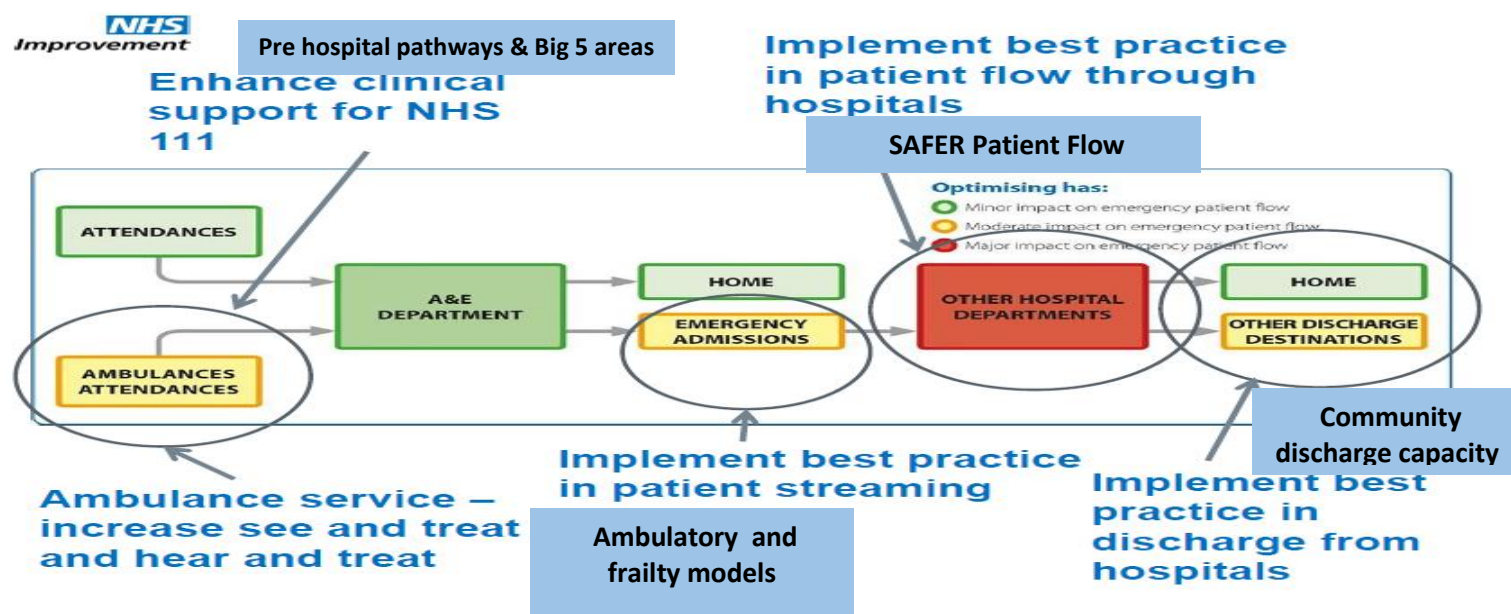 NHS
Improvement
Pre hospital pathways & Big 5 areas
Enhance clinical
support for NHS
111
Implement best practice
in patient flow through
hospitals
SAFER Patient Flow
Optimising has:
Minor impact on emergency patient flow
Moderate impact on emergency patient flow
Major impact on emergency patient flow
ATTENDANCES
AMBULANCES
ATTENDANCES
A&E
DEPARTMENT
HOME
EMERGENCY
ADMISSIONS
OTHER HOSPITAL
DEPARTMENTS
HOME
OTHER DISCHARGE
DESTINATIONS
Community
discharge capacity
Ambulance service –
increase see and treat
and hear and treat
Implement best practice
in patient streaming
Ambulatory and
frailty models
Implement best
practice in
discharge from
hospitals